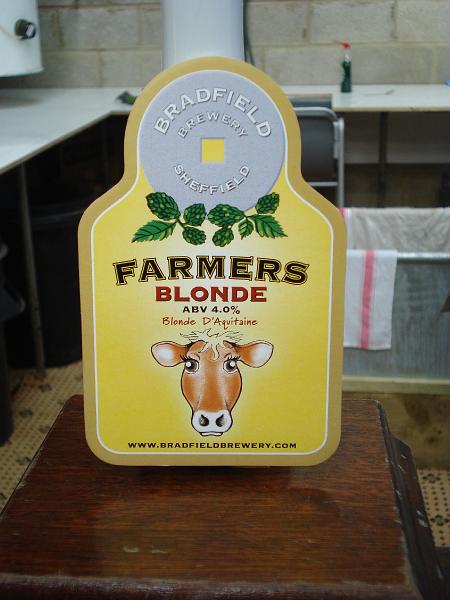 BRADFIELD
BREWERY
SHEFFIELD
FARMERS
BLONDE
ABV 4.0%
Blonde D'Aquitaine
WWW.BRADFIELDBREWERY.COM